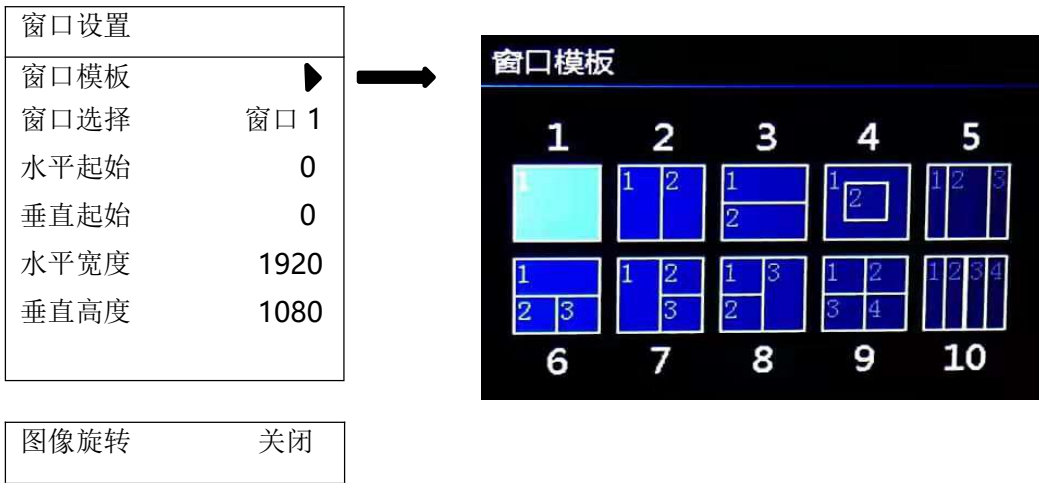 窗口设置
窗口模板
窗口选择 窗口 1
水平起始 0
垂直起始 0
水平宽度 1920
垂直高度 1080
图像旋转 关闭
窗口模板
1 2 3 4 5
1
1 2
1
2
1
2
1 2 3
1
2 3
1 2
3
1 3
2
1 2
3 4
1 2 3 4
6 7 8 9 10